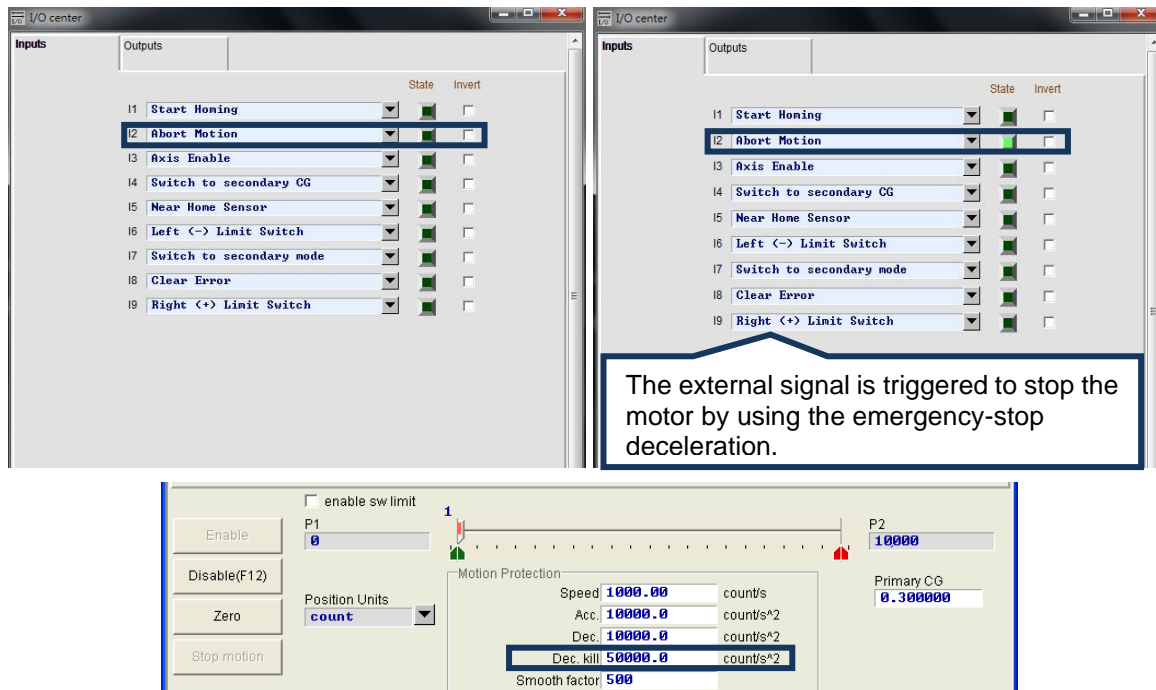 I/O center
Inputs
Outputs
State Invert
I1 Start Homing
I2 Abort Motion
I3 Axis Enable
I4 Switch to secondary CG
I5 Near Home Sensor
I6 Left (-) Limit Switch
I7 Switch to secondary mode
I8 Clear Error
I9 Right (+) Limit Switch
I/O center
Inputs
Outputs
State Invert
I1 Start Homing
I2 Abort Motion
I3 Axis Enable
I4 Switch to secondary CG
I5 Near Home Sensor
I6 Left (-) Limit Switch
I7 Switch to secondary mode
I8 Clear Error
I9 Right (+) Limit Switch
The external signal is triggered to stop the
motor by using the emergency-stop
deceleration.
enable sw limit
1
Enable
P1
0
P2
10,000
Disable(F12)
Zero
Stop motion
Position Units
count
Motion Protection
Speed 1000.00 count/s
Acc. 10000.0 count/s^2
Dec. 10000.0 count/s^2
Dec. kill 50000.0 count/s^2
Smooth factor 500
Primary CG
0.300000